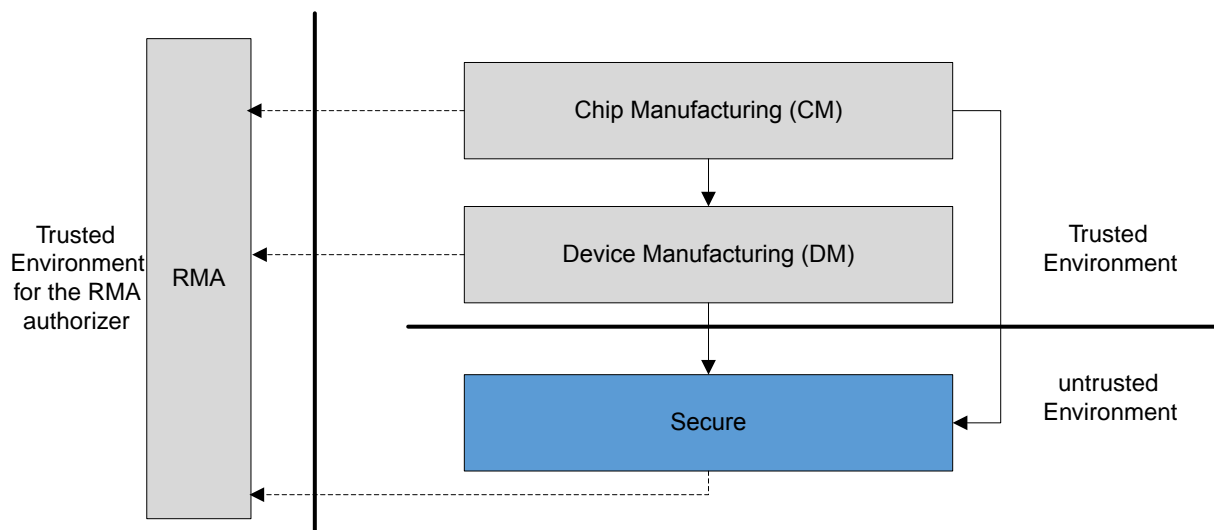 Chip Manufacturing (CM)
Device Manufacturing (DM)
Secure
RMA
Trusted
Environment
for the RMA
authorizer
Trusted
Environment
untrusted
Environment